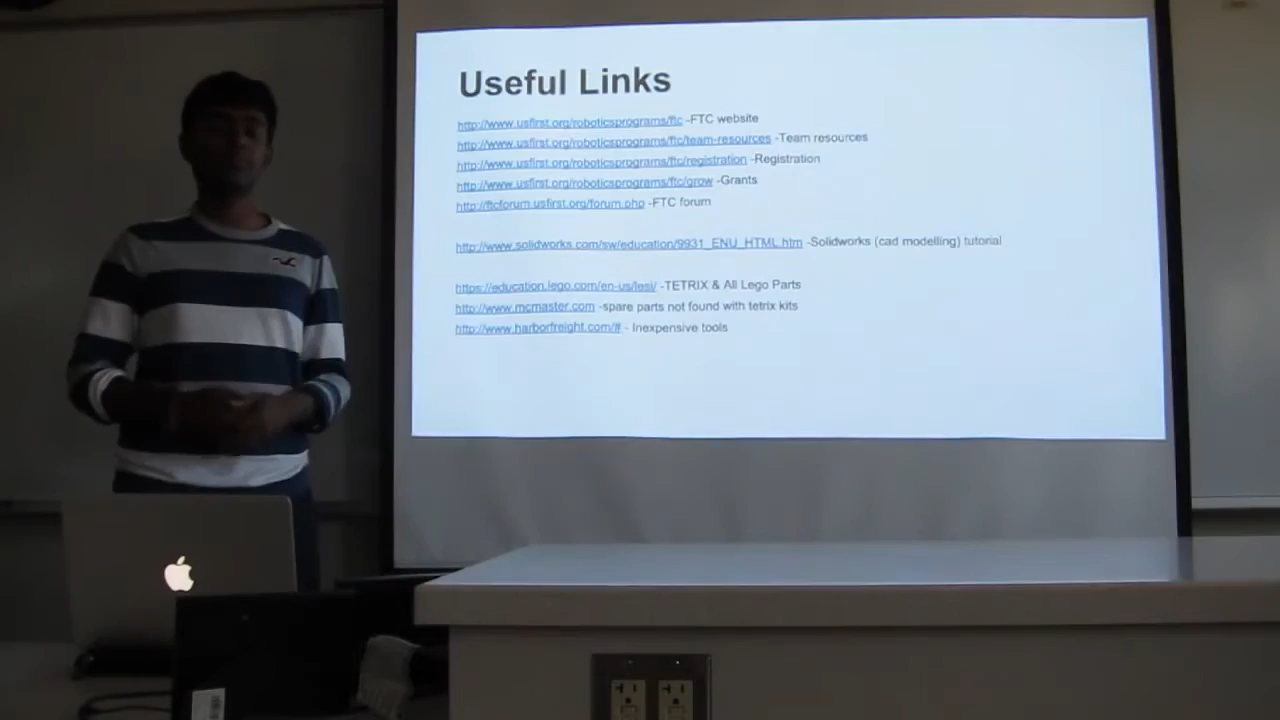 Useful Links
http://www.usfirst.org/roboticsprograms/ftc -FTC website
http://www.usfirst.org/roboticsprograms/ftc/team-resources -Team resources
http://www.usfirst.org/roboticsprograms/ftc/registration -Registration
http://www.usfirst.org/roboticsprograms/ftc/grow -Grants
http://ftcforum.usfirst.org/forum.php -FTC forum
http://www.solidworks.com/sw/education/9931_ENU_HTML.htm -Solidworks (cad modelling) tutorial
https://education.lego.com/en-us/lesi/ -TETRIX & All Lego Parts
http://www.mcmaster.com -spare parts not found with tetrix kits
http://www.harborfreight.com/# - Inexpensive tools